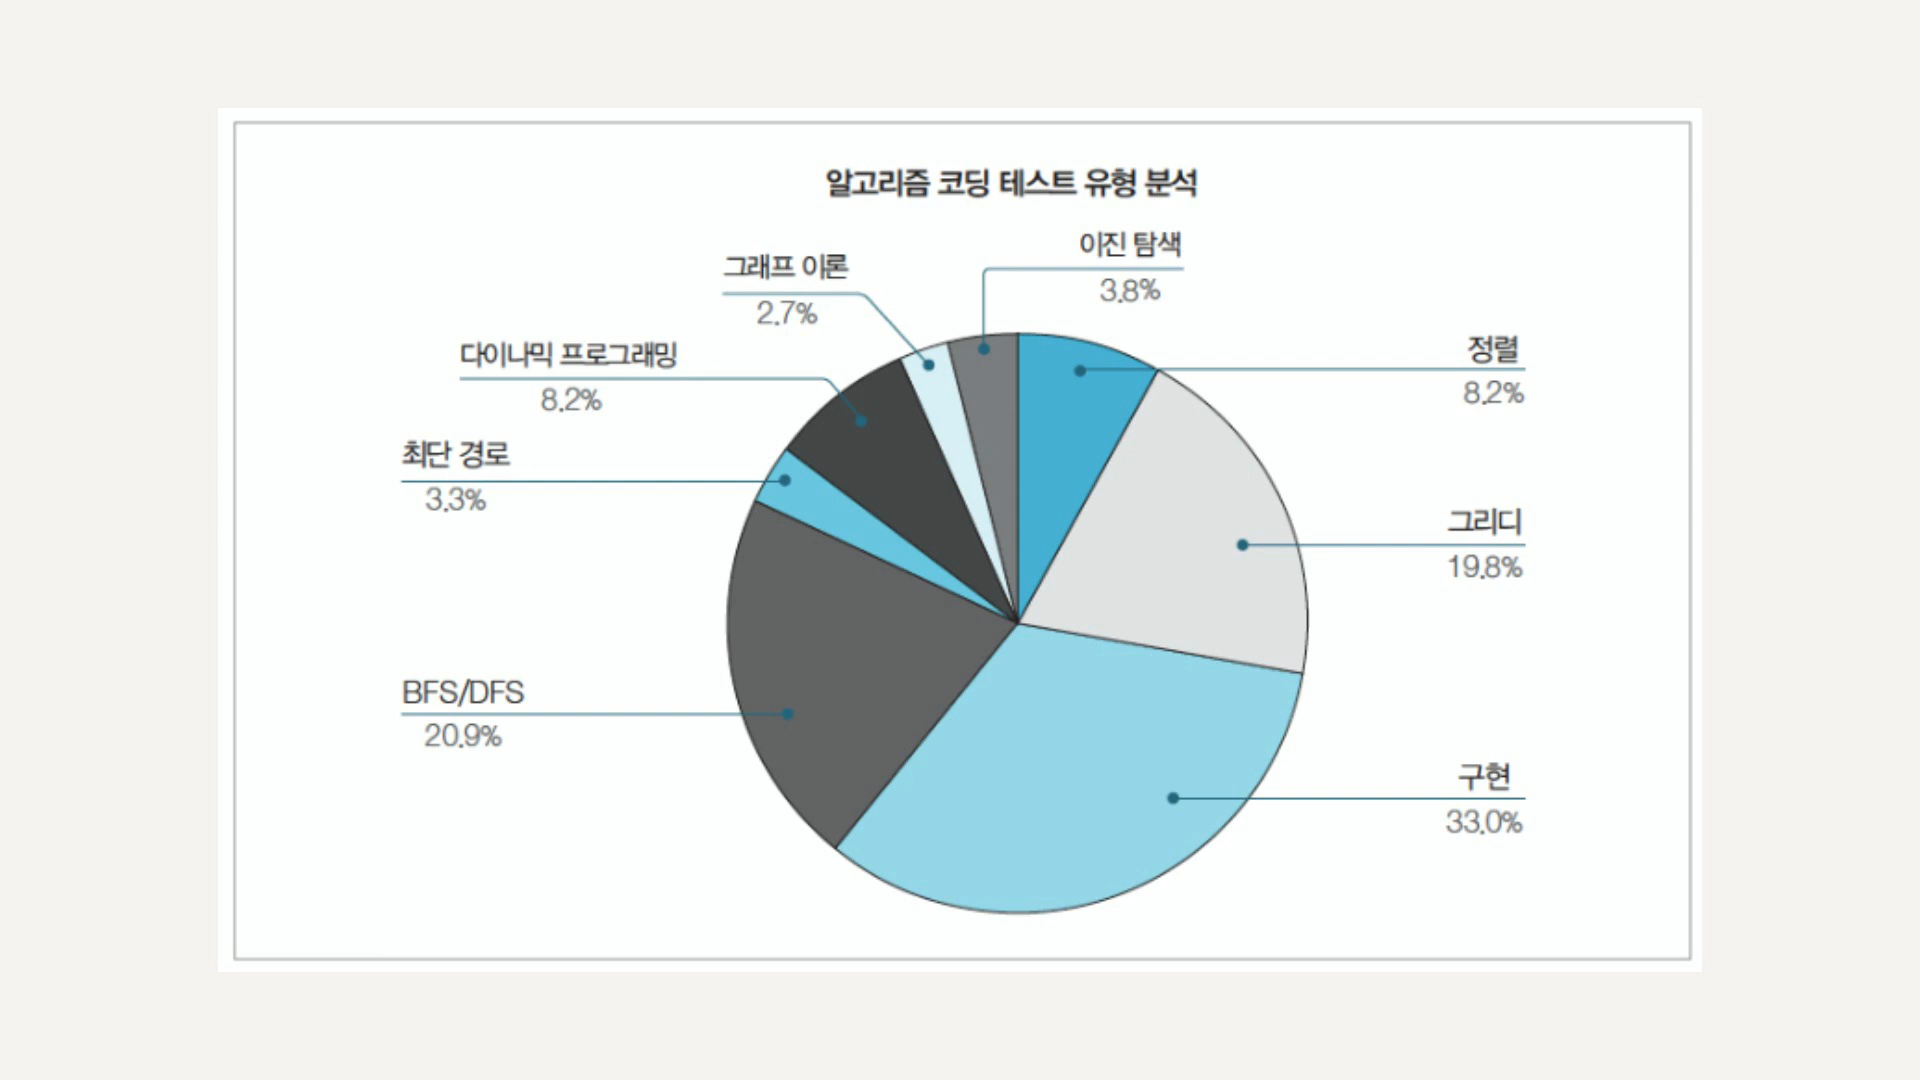 알고리즘 코딩 테스트 유형 분석
이진 탐색
3.8%
그래프 이론
2.7%
다이나믹 프로그래밍
8.2%
정렬
8.2%
최단 경로
3.3%
그리디
19.8%
BFS/DFS
20.9%
구현
33.0%